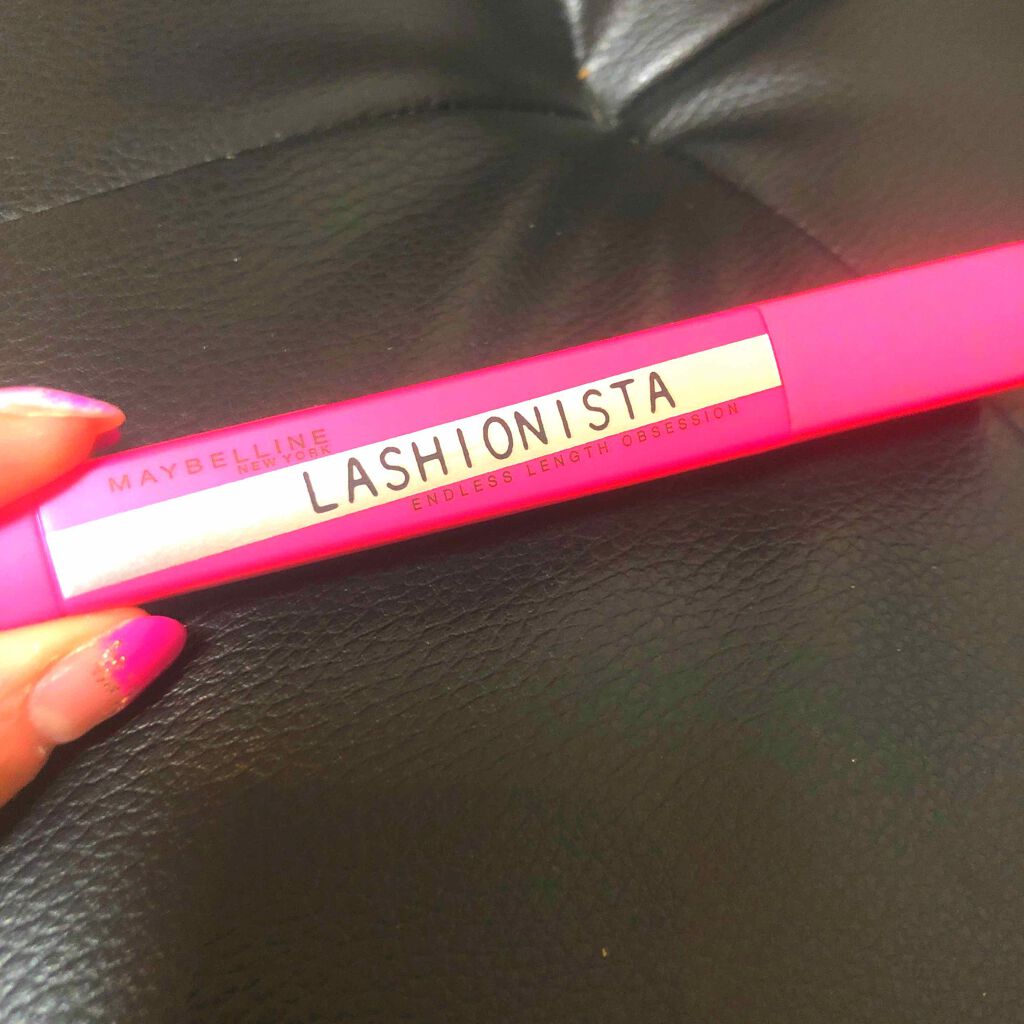 MAYBELLINE
NEW YORK
LASHIONISTA
ENDLESS LENGTH OBSESSION